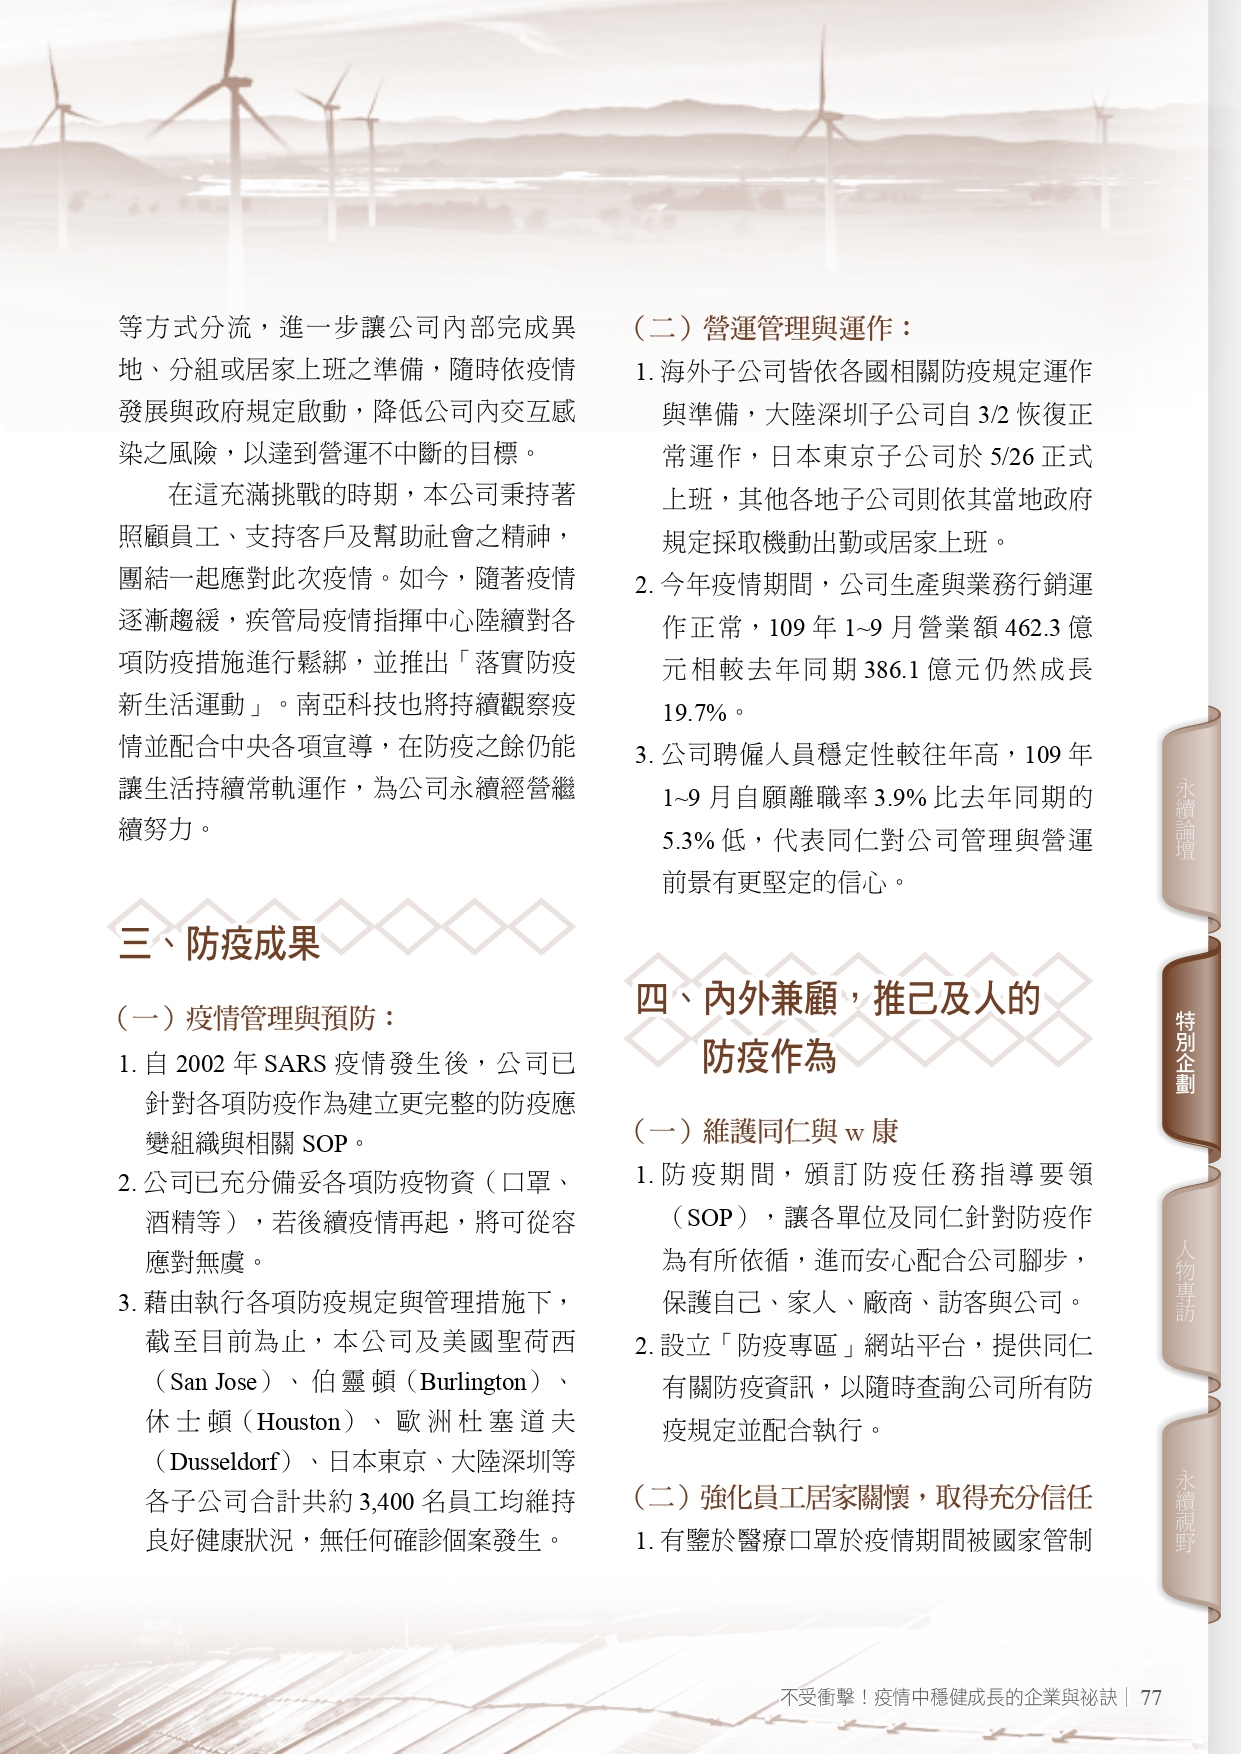 等方式分流，進一步讓公司內部完成異
地、分組或居家上班之準備，隨時依疫情
發展與政府規定啟動，降低公司內交互感
染之風險，以達到營運不中斷的目標。
在這充滿挑戰的時期，本公司秉持著
照顧員工、支持客戶及幫助社會之精神，
團結一起應對此次疫情。如今，隨著疫情
逐漸趨緩，疾管局疫情指揮中心陸續對各
項防疫措施進行鬆綁，並推出「落實防疫
新生活運動」。南亞科技也將持續觀察疫
情並配合中央各項宣導，在防疫之餘仍能
讓生活持續常軌運作，為公司永續經營繼
續努力。
三、防疫成果
（一）疫情管理與預防：
1. 自 2002 年 SARS 疫情發生後，公司已
針對各項防疫作為建立更完整的防疫應
變組織與相關 SOP。
2. 公司已充分備妥各項防疫物資（口罩、
酒精等），若後續疫情再起，將可從容
應對無虞。
3. 藉由執行各項防疫規定與管理措施下，
截至目前為止，本公司及美國聖荷西
（San Jose）、伯靈頓（Burlington）、
休士頓（Houston）、歐洲杜塞道夫
（Dusseldorf）、日本東京、大陸深圳等
各子公司合計共約 3,400 名員工均維持
良好健康狀況，無任何確診個案發生。
（二）營運管理與運作：
1. 海外子公司皆依各國相關防疫規定運作
與準備，大陸深圳子公司自 3/2 恢復正
常運作，日本東京子公司於 5/26 正式
上班，其他各地子公司則依其當地政府
規定採取機動出勤或居家上班。
2. 今年疫情期間，公司生產與業務行銷運
作正常，109 年 1~9 月營業額 462.3 億
元相較去年同期 386.1 億元仍然成長
19.7%。
3. 公司聘僱人員穩定性較往年高，109 年
1~9 月自願離職率 3.9% 比去年同期的
5.3% 低，代表同仁對公司管理與營運
前景有更堅定的信心。
四、內外兼顧，推己及人的
防疫作為
（一）維護同仁與 w 康
1. 防疫期間，頒訂防疫任務指導要領
（SOP），讓各單位及同仁針對防疫作
為有所依循，進而安心配合公司腳步，
保護自己、家人、廠商、訪客與公司。
2. 設立「防疫專區」網站平台，提供同仁
有關防疫資訊，以隨時查詢公司所有防
疫規定並配合執行。
（二）強化員工居家關懷，取得充分信任
1. 有鑒於醫療口罩於疫情期間被國家管制
永續論壇
特別企劃
人物專訪
永續視野
不受衝擊！疫情中穩健成長的企業與祕訣｜ 77